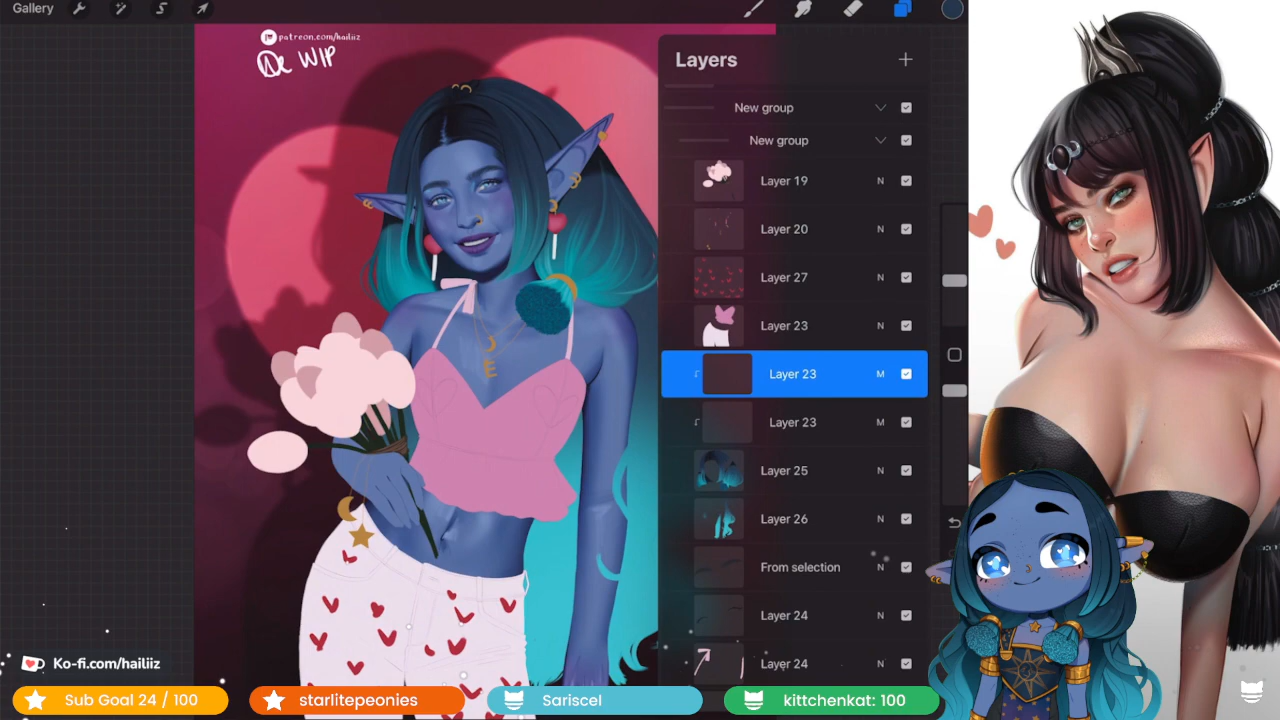 Gallery
patreon.com/hailiiz
WIP
Layers
New group
New group
Layer 19 N
Layer 20 N
Layer 27 N
Layer 23 N
Layer 23 M
Layer 23 M
Layer 25 N
Layer 26 N
From selection N
Layer 24 N
Layer 24 N
E
Ko-fi.com/hailiiz
Sub Goal 24 / 100
starlitepeonies
Sariscel
kittchenkat: 100